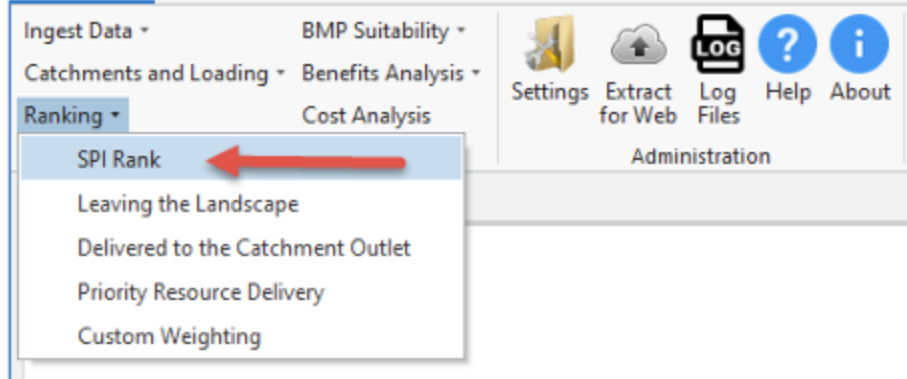 Ingest Data
BMP Suitability
Catchments and Loading
Benefits Analysis
Ranking
Cost Analysis
LOG
?
i
Settings
Extract
for Web
Log
Files
Help
About
Administration
SPI Rank
Leaving the Landscape
Delivered to the Catchment Outlet
Priority Resource Delivery
Custom Weighting